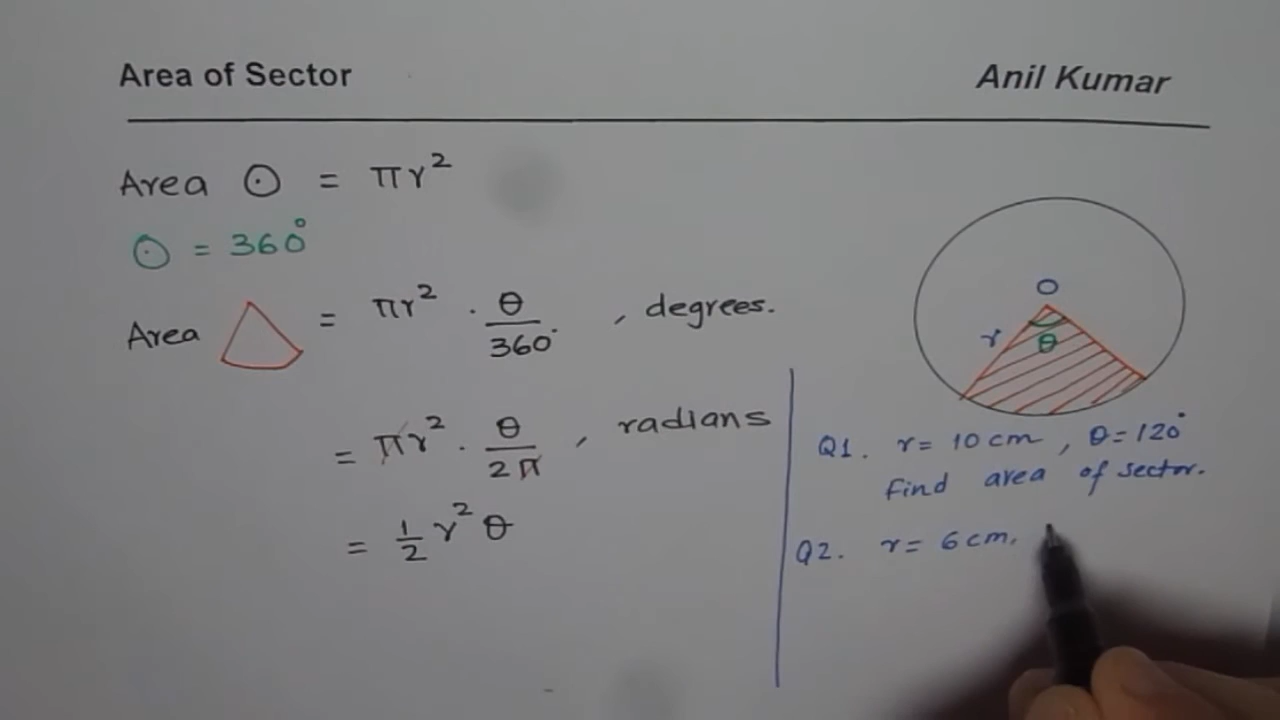 Area of Sector
Anil Kumar
Area ⊙ = πr²
⊙ = 360°
Area = πr² · θ/360° , degrees.
= πr² · θ/2π , radians
= 1/2 r² θ
O
r
θ
Q1. r = 10 cm , θ = 120°
Find area of sector.
Q2. r = 6 cm,